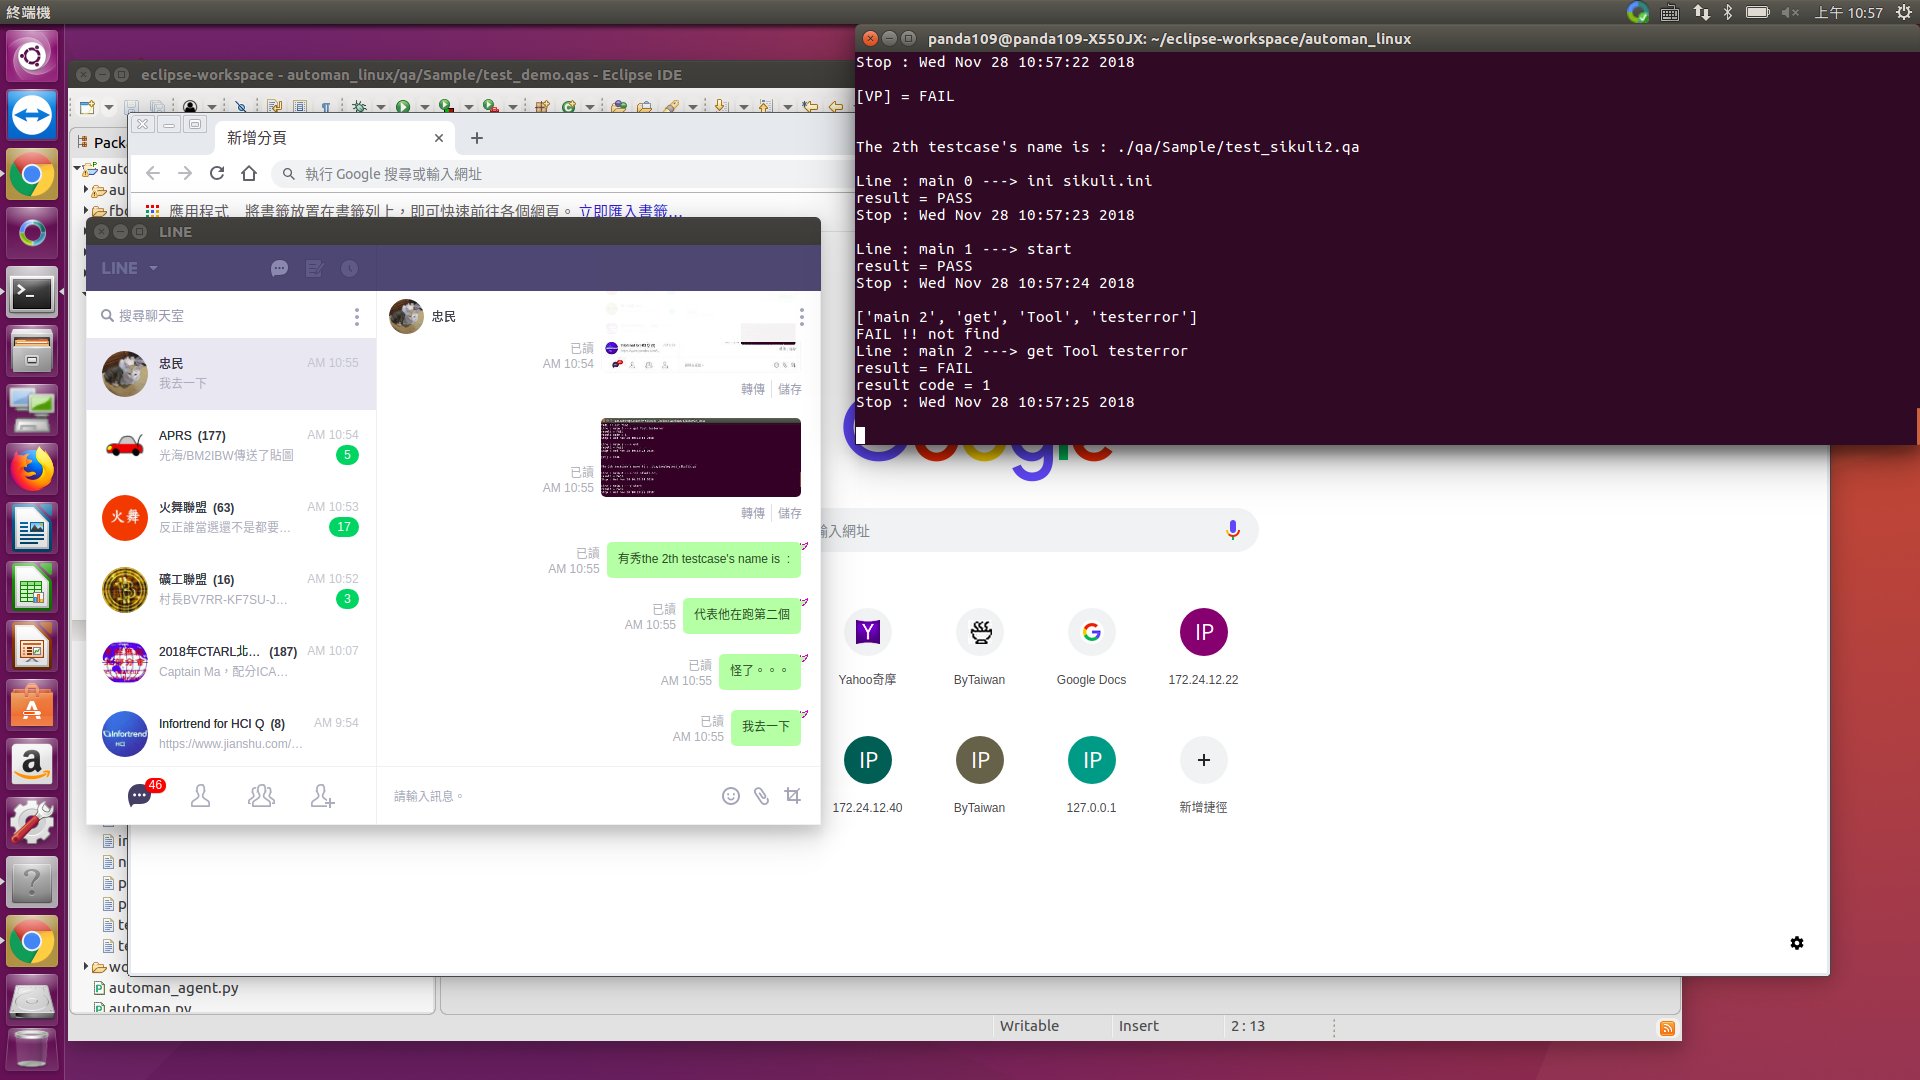 終端機
上午 10:57
eclipse-workspace - automan_linux/qa/Sample/test_demo.qas - Eclipse IDE
Pack
auto
au
fbc
新增分頁
執行 Google 搜尋或輸入網址
應用程式
將書籤放置在書籤列上，即可快速前往各個網頁。 立即匯入書籤...
panda109@panda109-X550JX: ~/eclipse-workspace/automan_linux
Stop : Wed Nov 28 10:57:22 2018
[VP] = FAIL
The 2th testcase's name is : ./qa/Sample/test_sikuli2.qa
Line : main 0 ---> ini sikuli.ini
result = PASS
Stop : Wed Nov 28 10:57:23 2018
Line : main 1 ---> start
result = PASS
Stop : Wed Nov 28 10:57:24 2018
['main 2', 'get', 'Tool', 'testerror']
FAIL !! not find
Line : main 2 ---> get Tool testerror
result = FAIL
result code = 1
Stop : Wed Nov 28 10:57:25 2018
LINE
LINE
搜尋聊天室
忠民
AM 10:55
我去一下
APRS (177)
AM 10:54
光海/BM2IBW傳送了貼圖
5
火舞
火舞聯盟 (63)
AM 10:53
反正誰當選還不是都要...
17
礦工聯盟 (16)
AM 10:52
村長BV7RR-KF7SU-J...
3
2018年CTARL北... (187)
AM 10:07
Captain Ma，配分ICA...
Infortrend
HCI
Infortrend for HCI Q (8)
AM 9:54
https://www.jianshu.com/...
46
忠民
已讀
AM 10:54
轉傳
儲存
已讀
AM 10:55
轉傳
儲存
已讀
AM 10:55
有秀the 2th testcase's name is :
已讀
AM 10:55
代表他在跑第二個
已讀
AM 10:55
怪了。。。
已讀
AM 10:55
我去一下
請輸入訊息。
Google
輸入網址
Yahoo奇摩
ByTaiwan
Google Docs
IP
172.24.12.22
IP
172.24.12.40
IP
ByTaiwan
IP
127.0.0.1
新增捷徑
in
n
p
p
te
te
wo
automan_agent.py
automan.py
Writable
Insert
2 : 13